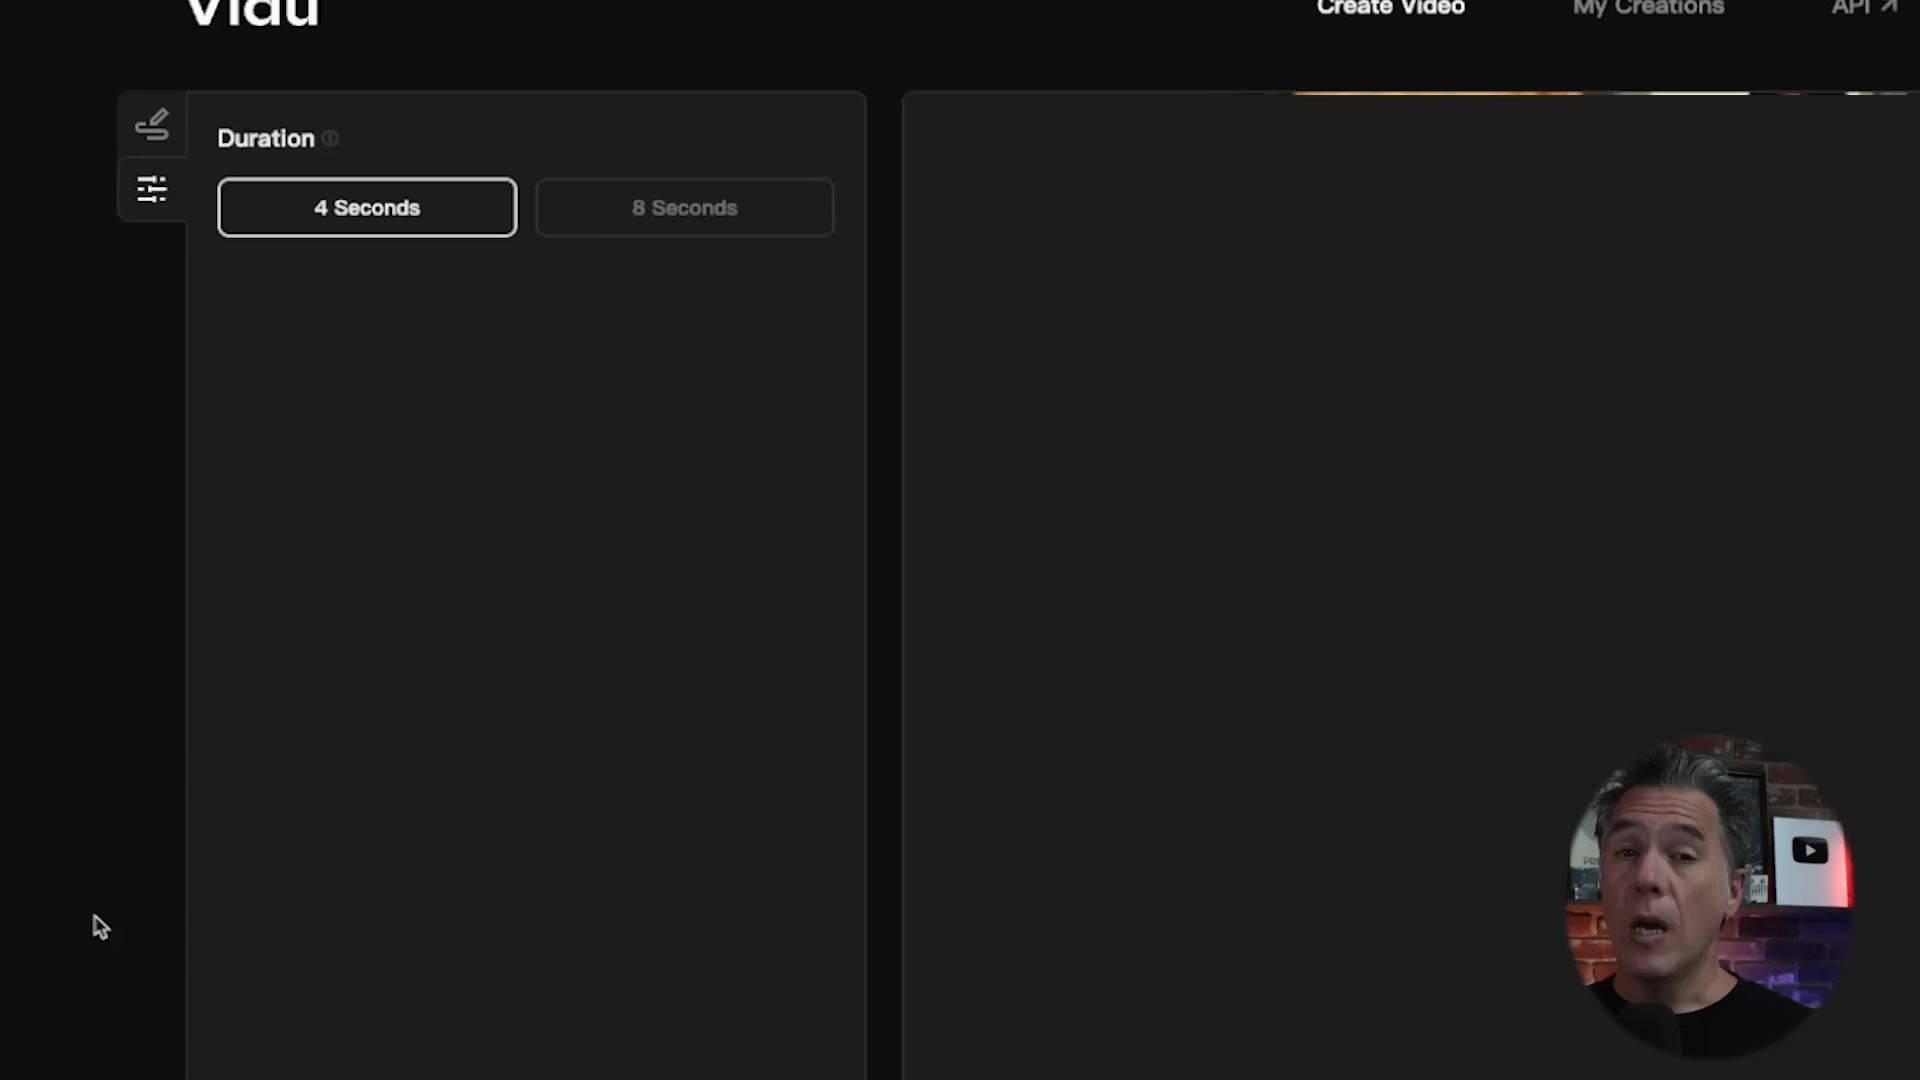 Vidu
Create Video
My Creations
API
Duration
4 Seconds
8 Seconds